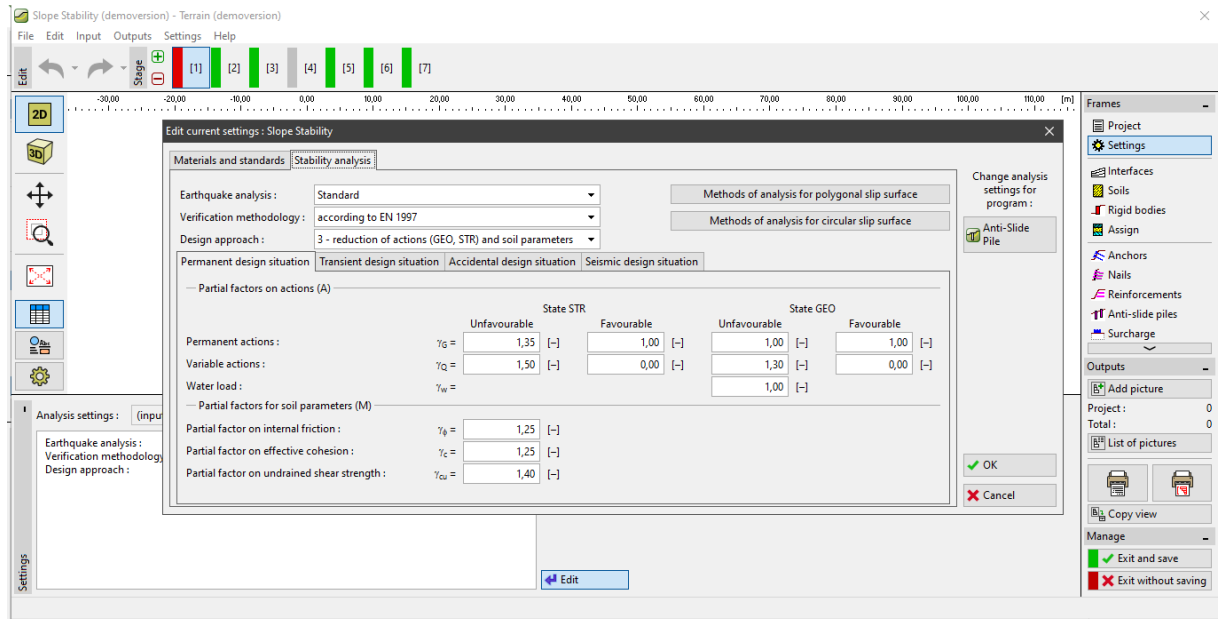 Slope Stability (demoversion) - Terrain (demoversion)
File Edit Input Outputs Settings Help
Edit
Stage
[1] [2] [3] [4] [5] [6] [7]
-30,00 -20,00 -10,00 0,00 10,00 20,00 30,00 40,00 50,00 60,00 70,00 80,00 90,00 100,00 110,00 [m]
2D
3D
Edit current settings : Slope Stability
Materials and standards Stability analysis
Earthquake analysis : Standard
Verification methodology : according to EN 1997
Design approach : 3 - reduction of actions (GEO, STR) and soil parameters
Methods of analysis for polygonal slip surface
Methods of analysis for circular slip surface
Change analysis
settings for
program :
Anti-Slide
Pile
Permanent design situation Transient design situation Accidental design situation Seismic design situation
Partial factors on actions (A)
State STR State GEO
Unfavourable Favourable Unfavourable Favourable
Permanent actions : γG = 1,35 [–] 1,00 [–] 1,00 [–] 1,00 [–]
Variable actions : γQ = 1,50 [–] 0,00 [–] 1,30 [–] 0,00 [–]
Water load : γw = 1,00 [–]
Partial factors for soil parameters (M)
Partial factor on internal friction : γϕ = 1,25 [–]
Partial factor on effective cohesion : γc = 1,25 [–]
Partial factor on undrained shear strength : γcu = 1,40 [–]
OK
Cancel
Settings
Analysis settings : (inpu
Earthquake analysis :
Verification methodology
Design approach :
Edit
Frames
Project
Settings
Interfaces
Soils
Rigid bodies
Assign
Anchors
Nails
Reinforcements
Anti-slide piles
Surcharge
Outputs
Add picture
Project : 0
Total : 0
List of pictures
Copy view
Manage
Exit and save
Exit without saving